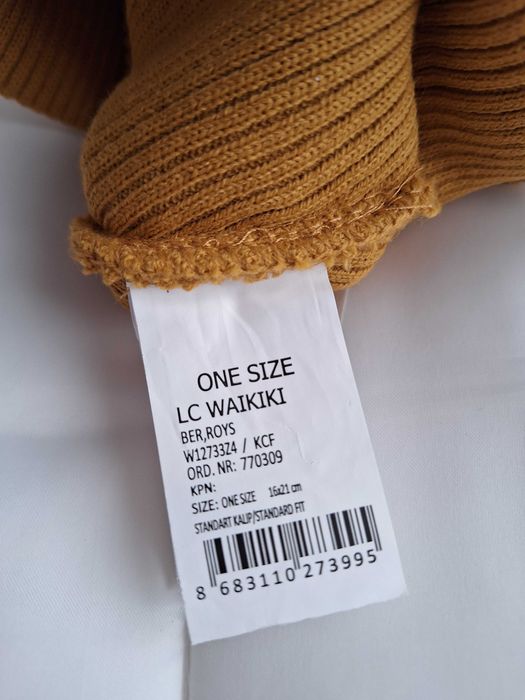 ONE SIZE
LC WAIKIKI
BER,ROYS
W12733Z4 / KCF
ORD. NR: 770309
KPN:
SIZE: ONE SIZE 16x21 cm
STANDART KALIP/STANDARD FIT
8 683110 273995